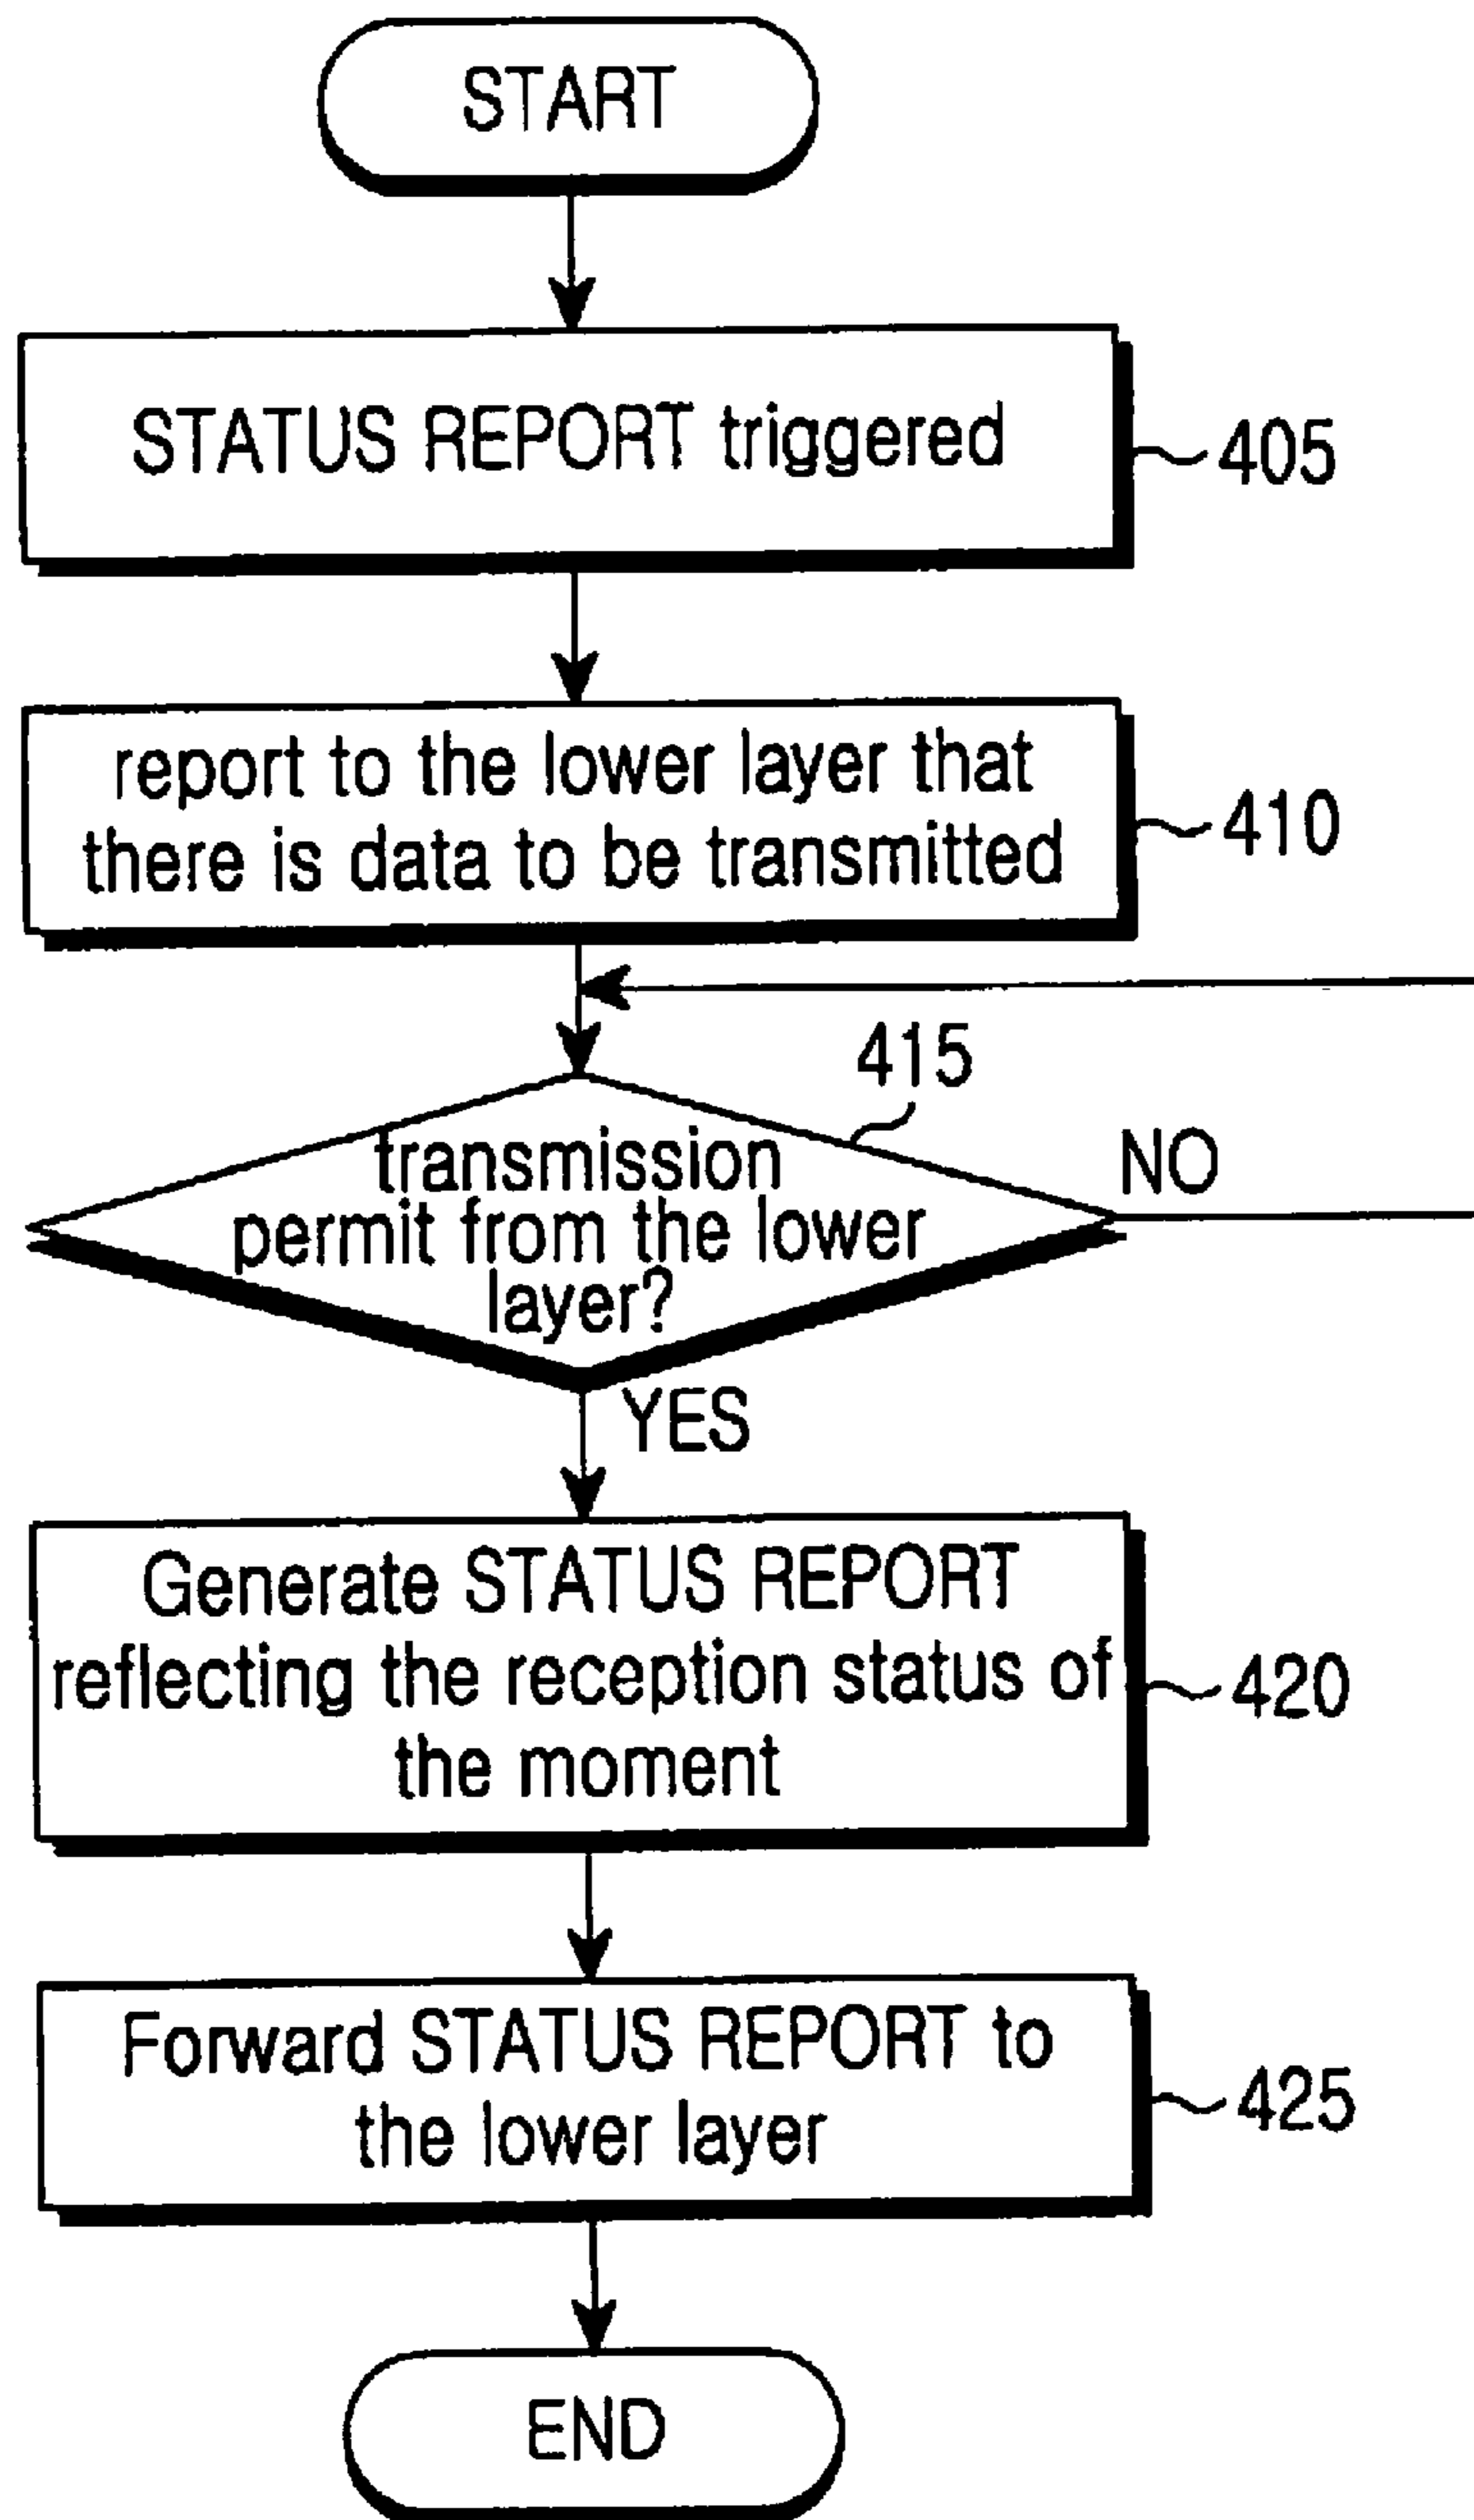 START
STATUS REPORT triggered
405
report to the lower layer that
there is data to be transmitted
410
415
transmission
permit from the lower
layer?
NO
YES
Generate STATUS REPORT
reflecting the reception status of
the moment
420
Forward STATUS REPORT to
the lower layer
425
END